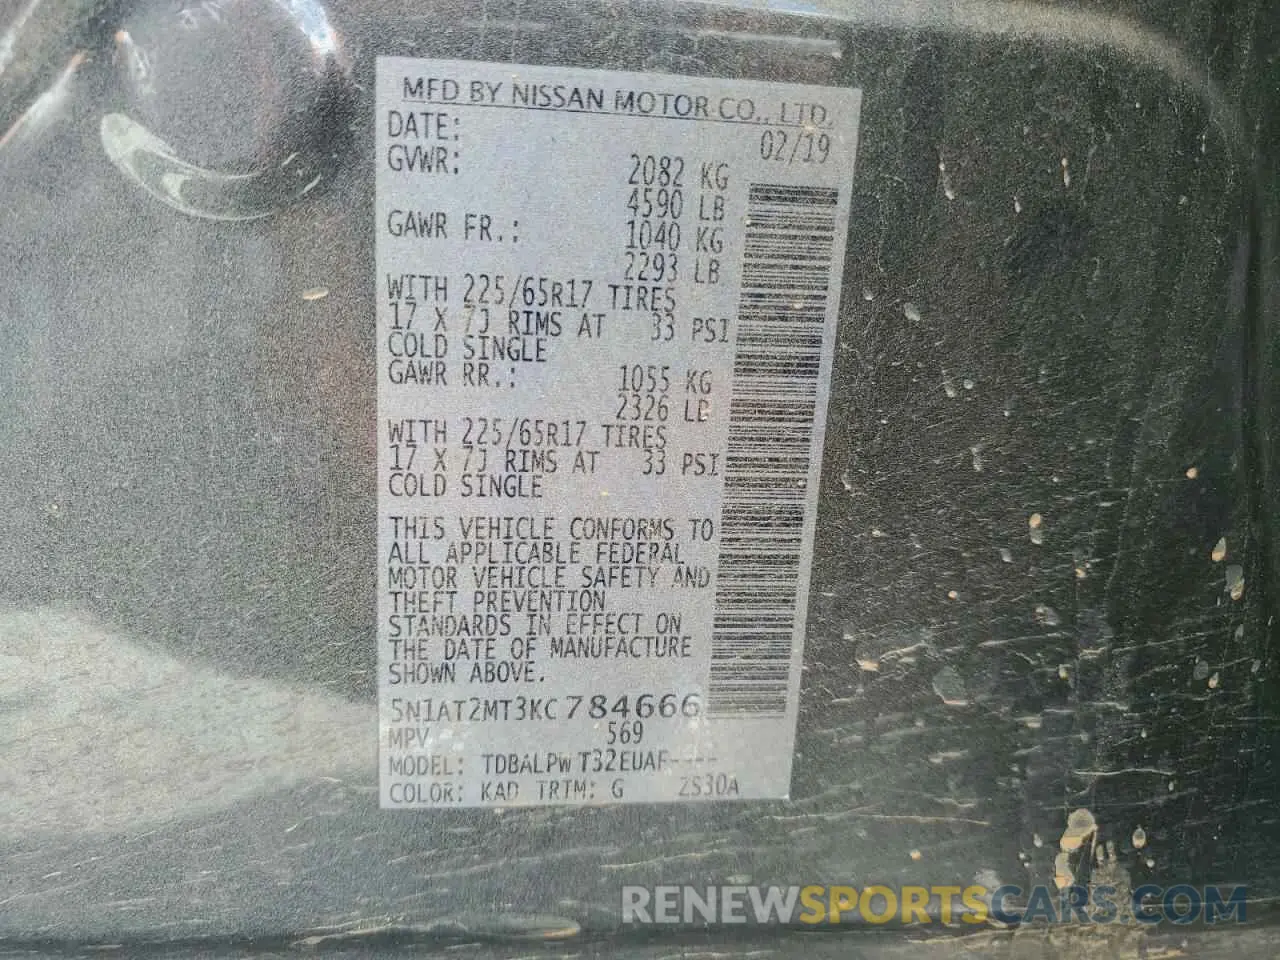 MFD BY NISSAN MOTOR CO., LTD.
DATE: 02/19
GVWR: 2082 KG
4590 LB
GAWR FR.: 1040 KG
2293 LB
WITH 225/65R17 TIRES
17 X 7J RIMS AT 33 PSI
COLD SINGLE
GAWR RR.: 1055 KG
2326 LB
WITH 225/65R17 TIRES
17 X 7J RIMS AT 33 PSI
COLD SINGLE
THIS VEHICLE CONFORMS TO
ALL APPLICABLE FEDERAL
MOTOR VEHICLE SAFETY AND
THEFT PREVENTION
STANDARDS IN EFFECT ON
THE DATE OF MANUFACTURE
SHOWN ABOVE.
5N1AT2MT3KC784666
MPV 569
MODEL: TDBALPW T32EUAF----
COLOR: KAD TRIM: G ZS30A
RENEWSPORTSCARS.COM